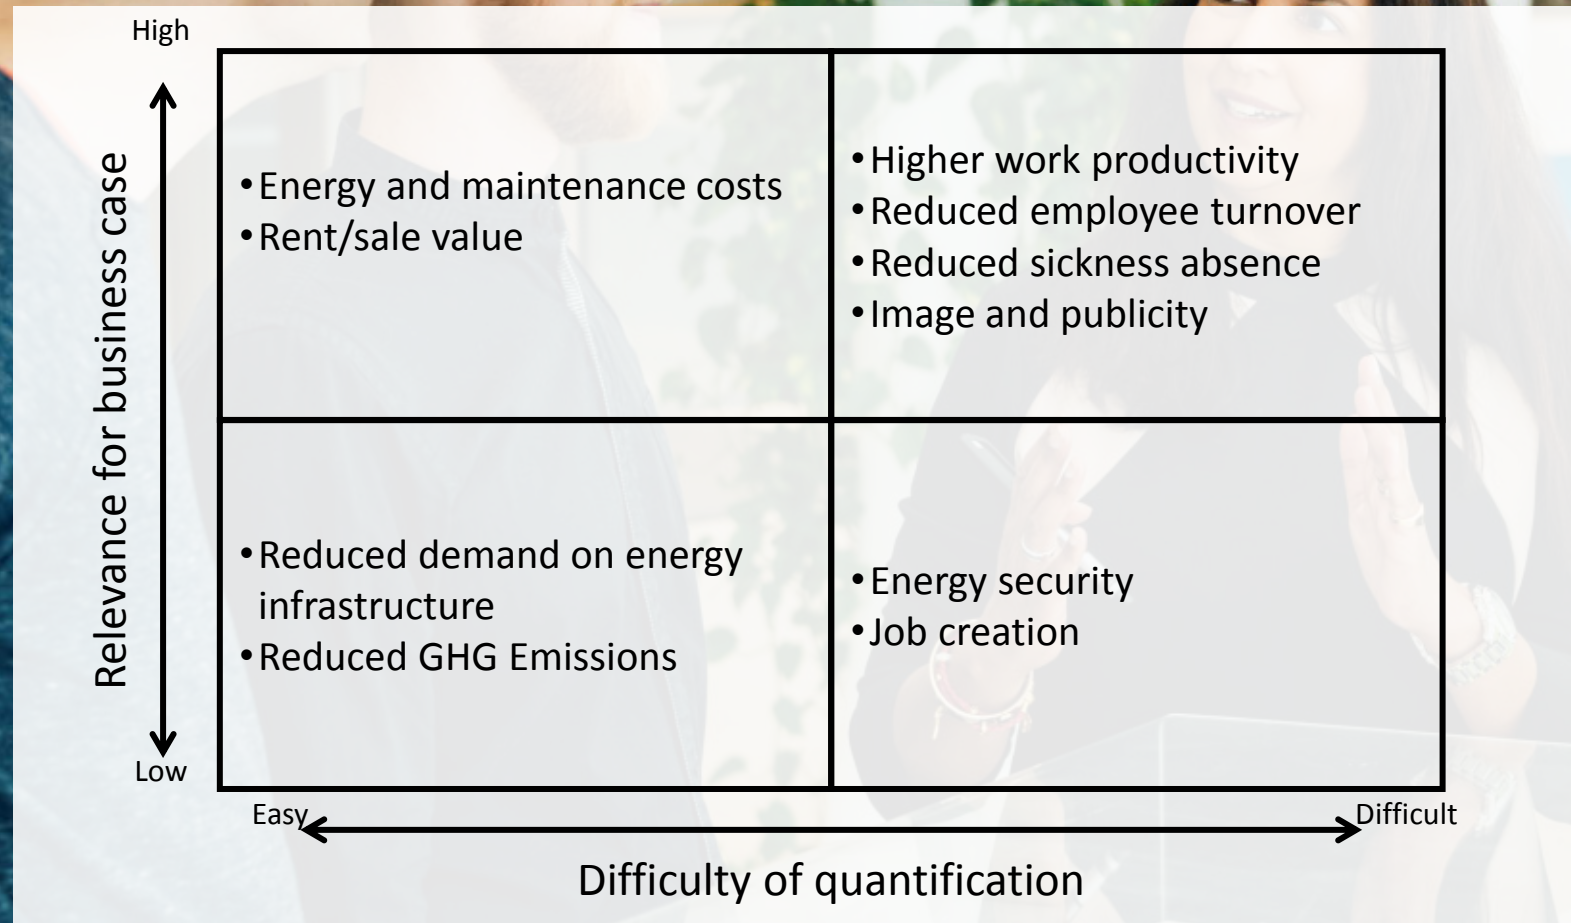 High
Relevance for business case
•Energy and maintenance costs
•Rent/sale value
•Higher work productivity
•Reduced employee turnover
•Reduced sickness absence
•Image and publicity
•Reduced demand on energy
infrastructure
•Reduced GHG Emissions
•Energy security
•Job creation
Low
Easy
Difficult
Difficulty of quantification